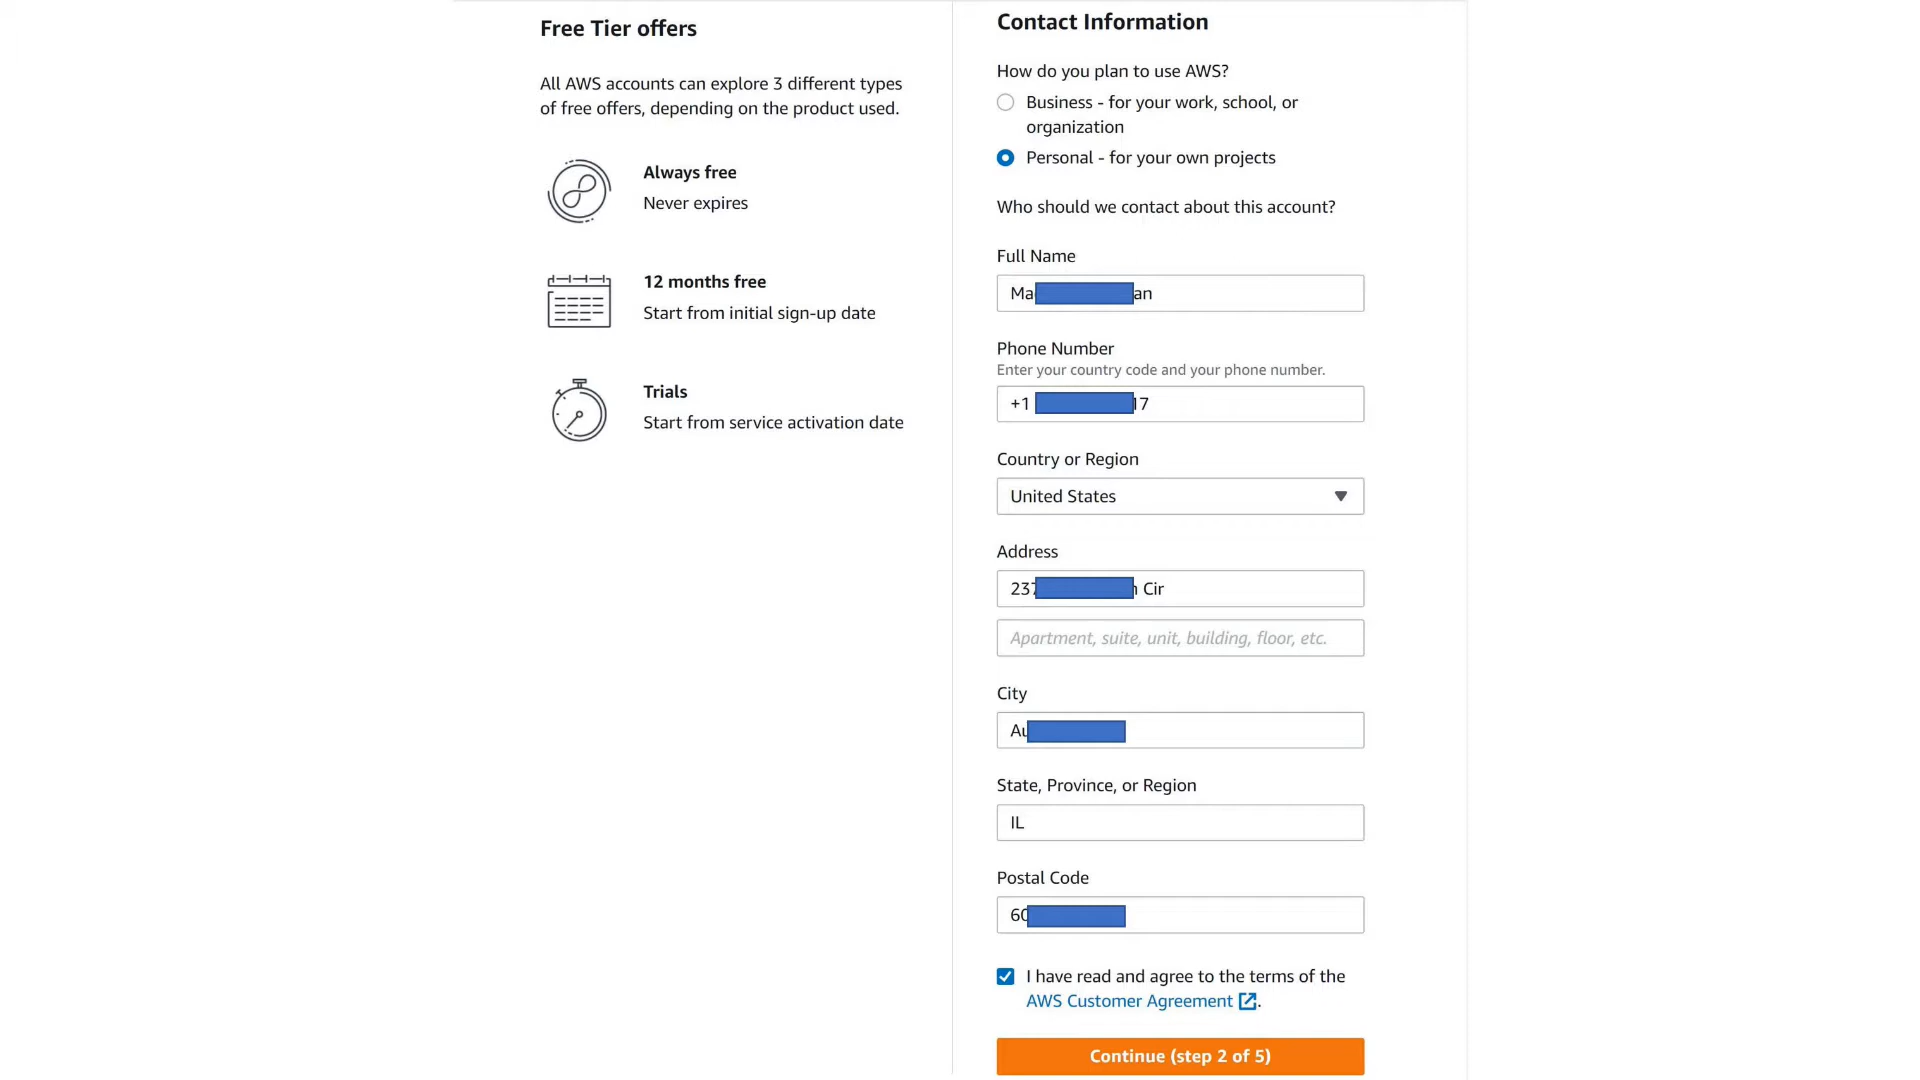 Free Tier offers
All AWS accounts can explore 3 different types
of free offers, depending on the product used.
Always free
Never expires
12 months free
Start from initial sign-up date
Trials
Start from service activation date
Contact Information
How do you plan to use AWS?
Business - for your work, school, or
organization
Personal - for your own projects
Who should we contact about this account?
Full Name
Ma an
Phone Number
Enter your country code and your phone number.
+1 17
Country or Region
United States
Address
237 Cir
Apartment, suite, unit, building, floor, etc.
City
Au
State, Province, or Region
IL
Postal Code
60
I have read and agree to the terms of the
AWS Customer Agreement.
Continue (step 2 of 5)